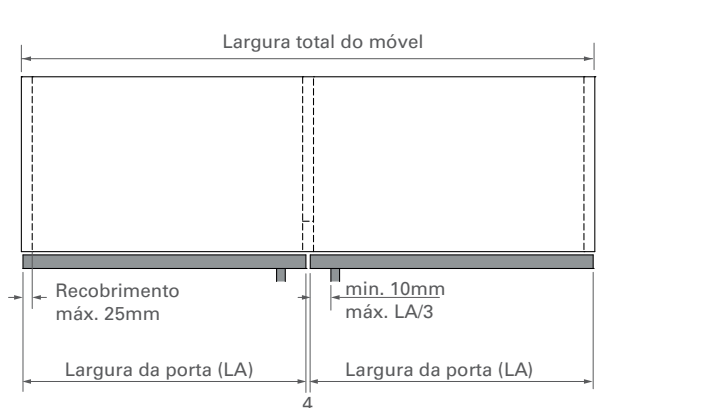 Largura total do móvel
Recobrimento
máx. 25mm
min. 10mm
máx. LA/3
Largura da porta (LA)
Largura da porta (LA)
4